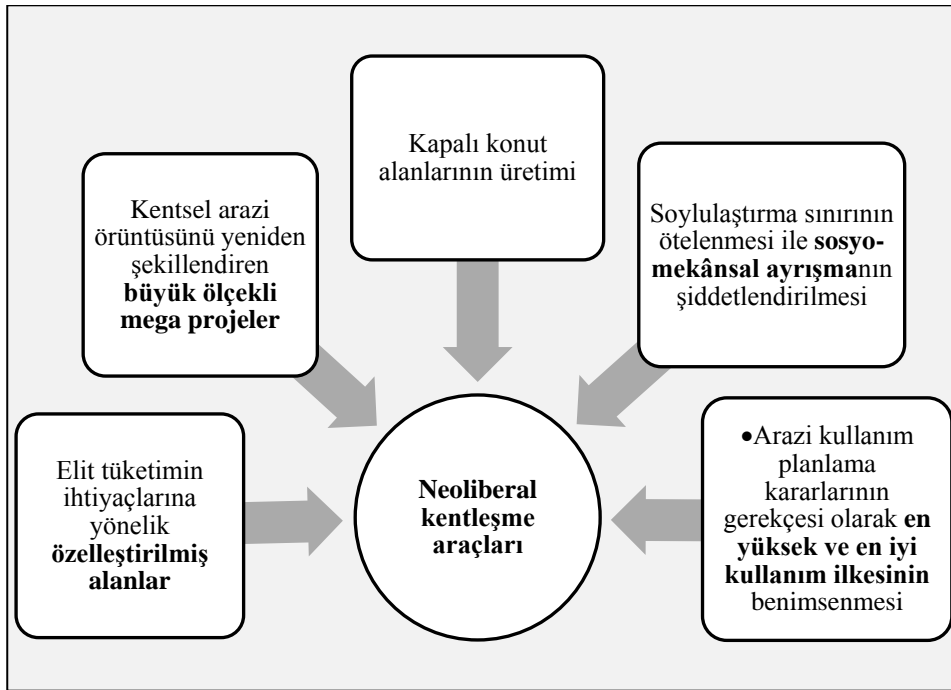 Kapalı konut
alanlarının üretimi
Kentsel arazi
örüntüsünü yeniden
şekillendiren
büyük ölçekli
mega projeler
Soylulaştırma sınırının
ötelenmesi ile sosyo-
mekânsal ayrışmanın
şiddetlendirilmesi
Elit tüketimin
ihtiyaçlarına
yönelik
özelleştirilmiş
alanlar
Neoliberal
kentleşme
araçları
•Arazi kullanım
planlama
kararlarının
gerekçesi olarak en
yüksek ve en iyi
kullanım ilkesinin
benimsenmesi